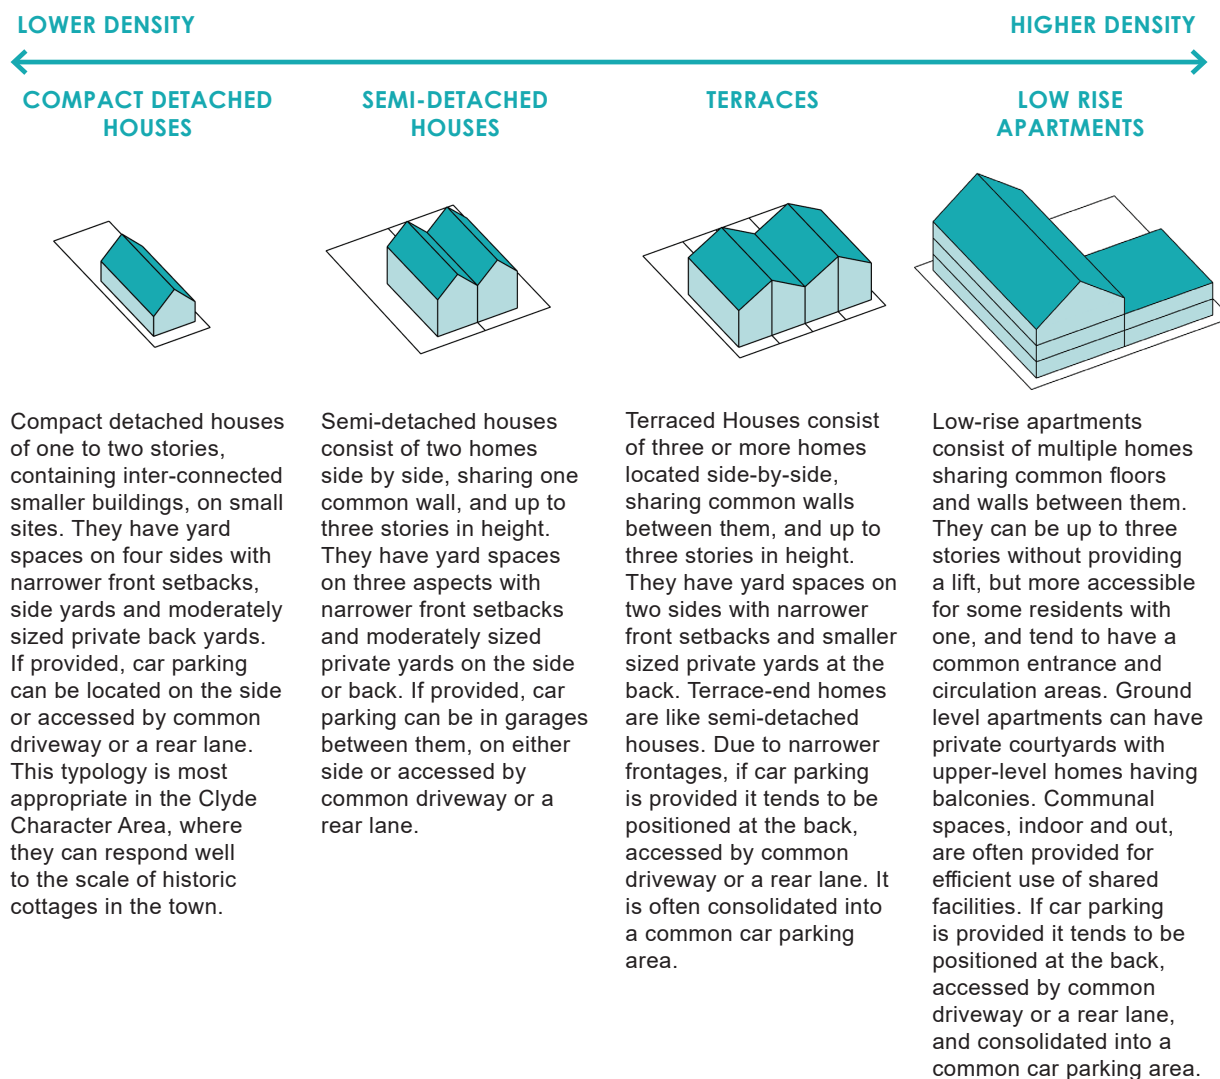 LOWER DENSITY
HIGHER DENSITY
COMPACT DETACHED
HOUSES
Compact detached houses
of one to two stories,
containing inter-connected
smaller buildings, on small
sites. They have yard
spaces on four sides with
narrower front setbacks,
side yards and moderately
sized private back yards.
If provided, car parking
can be located on the side
or accessed by common
driveway or a rear lane.
This typology is most
appropriate in the Clyde
Character Area, where
they can respond well
to the scale of historic
cottages in the town.
SEMI-DETACHED
HOUSES
Semi-detached houses
consist of two homes
side by side, sharing one
common wall, and up to
three stories in height.
They have yard spaces
on three aspects with
narrower front setbacks
and moderately sized
private yards on the side
or back. If provided, car
parking can be in garages
between them, on either
side or accessed by
common driveway or a
rear lane.
TERRACES
Terraced Houses consist
of three or more homes
located side-by-side,
sharing common walls
between them, and up to
three stories in height.
They have yard spaces on
two sides with narrower
front setbacks and smaller
sized private yards at the
back. Terrace-end homes
are like semi-detached
houses. Due to narrower
frontages, if car parking
is provided it tends to be
positioned at the back,
accessed by common
driveway or a rear lane. It
is often consolidated into
a common car parking
area.
LOW RISE
APARTMENTS
Low-rise apartments
consist of multiple homes
sharing common floors
and walls between them.
They can be up to three
stories without providing
a lift, but more accessible
for some residents with
one, and tend to have a
common entrance and
circulation areas. Ground
level apartments can have
private courtyards with
upper-level homes having
balconies. Communal
spaces, indoor and out,
are often provided for
efficient use of shared
facilities. If car parking
is provided it tends to be
positioned at the back,
accessed by common
driveway or a rear lane,
and consolidated into a
common car parking area.